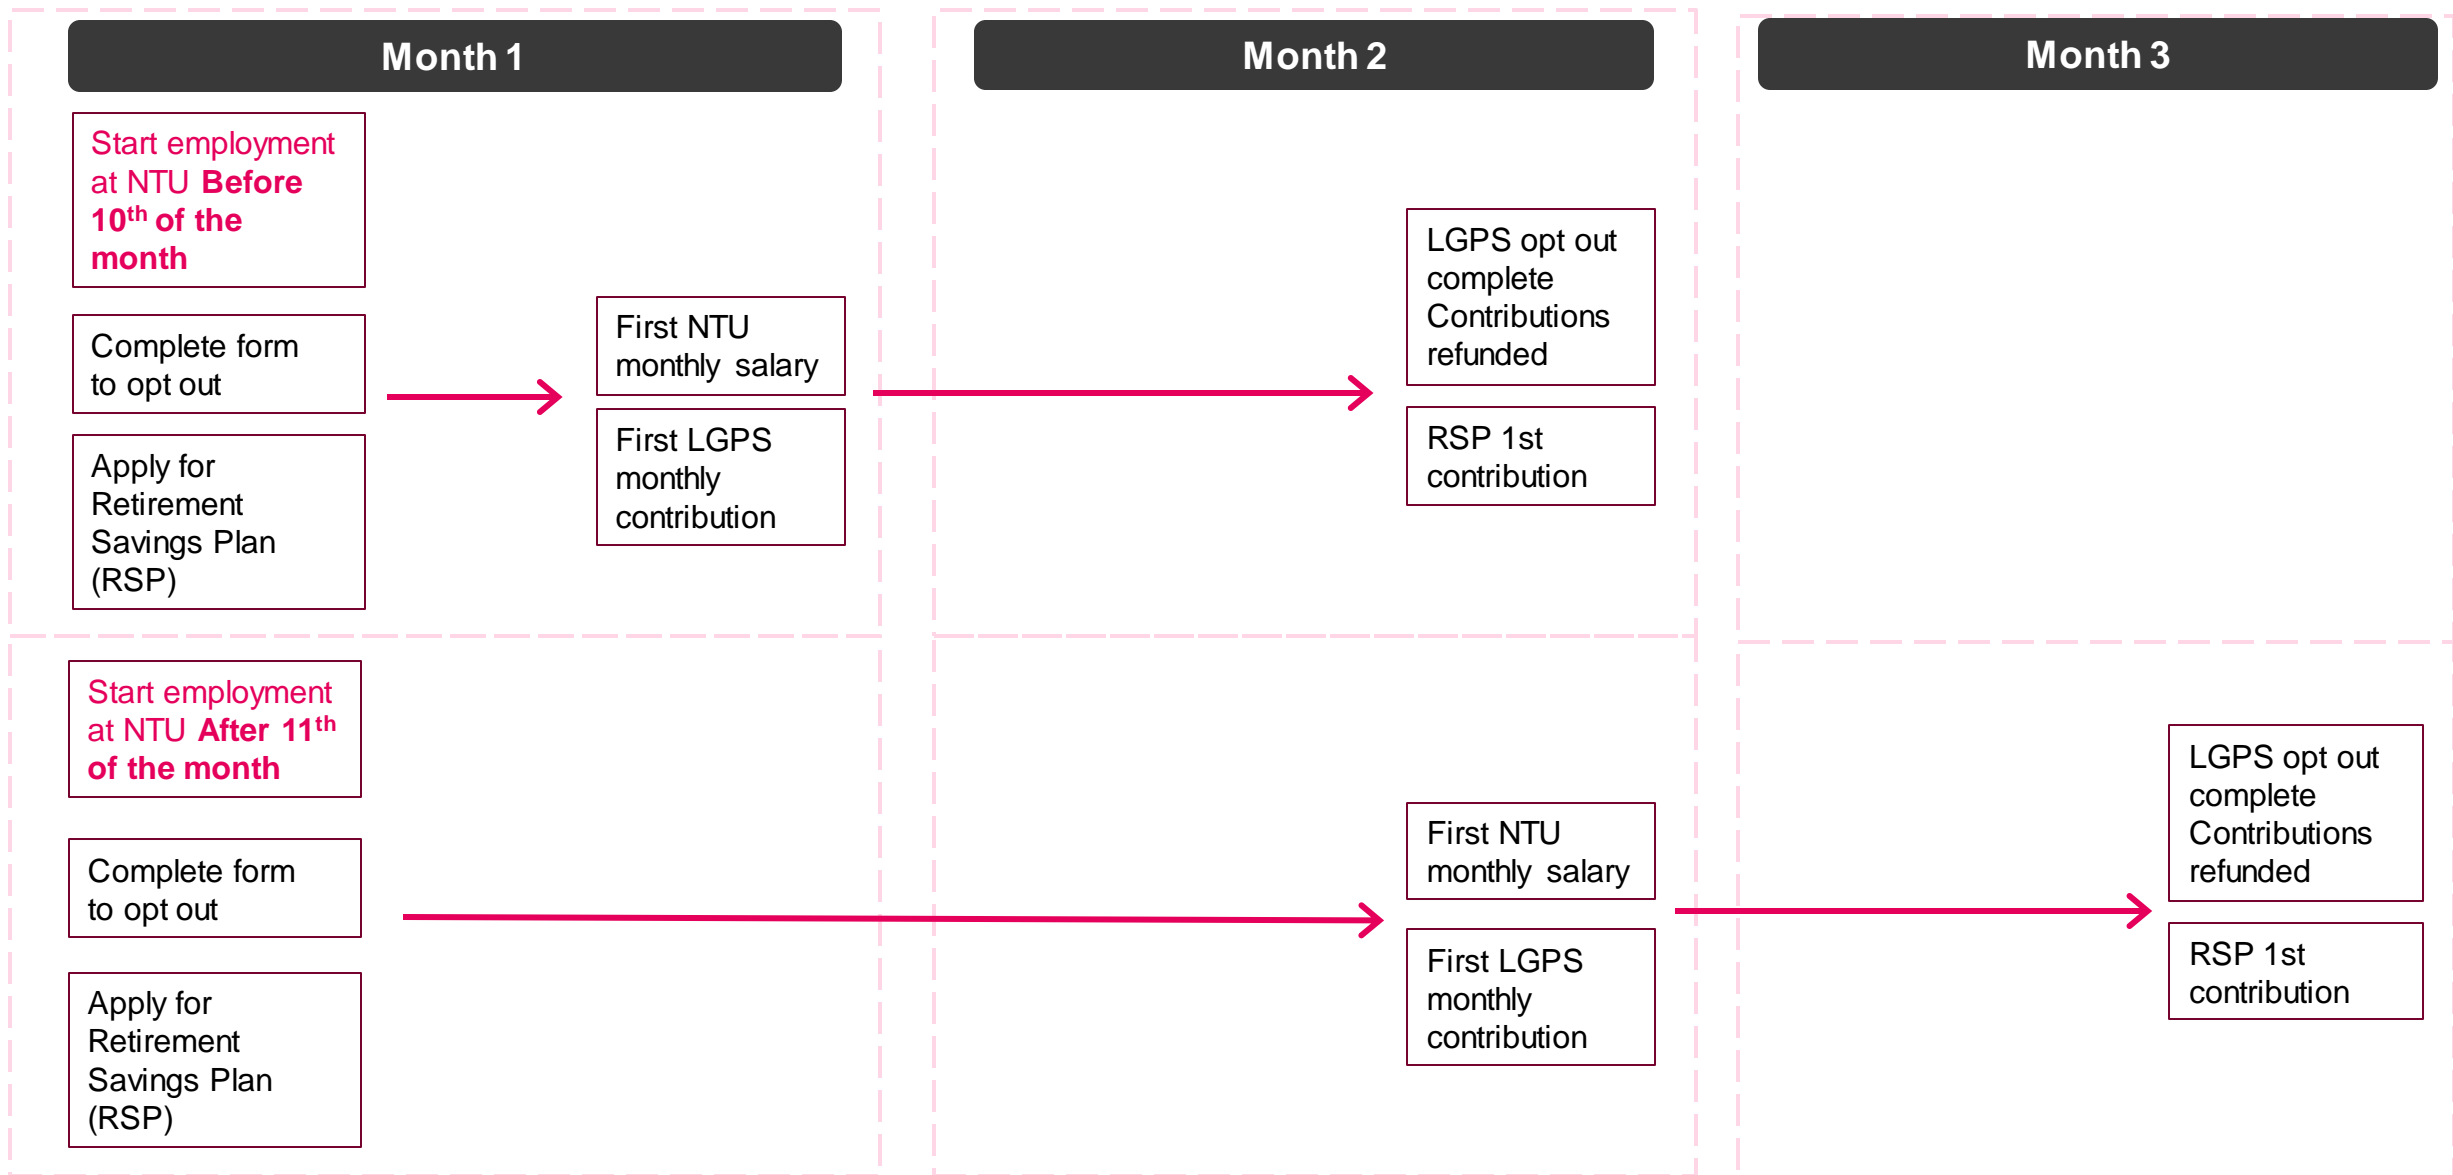 Month 1
Month 2
Month 3
Start employment
at NTU Before
10th of the
month
Complete form
to opt out
Apply for
Retirement
Savings Plan
(RSP)
First NTU
monthly salary
First LGPS
monthly
contribution
LGPS opt out
complete
Contributions
refunded
RSP 1st
contribution
Start employment
at NTU After 11th
of the month
Complete form
to opt out
Apply for
Retirement
Savings Plan
(RSP)
First NTU
monthly salary
First LGPS
monthly
contribution
LGPS opt out
complete
Contributions
refunded
RSP 1st
contribution